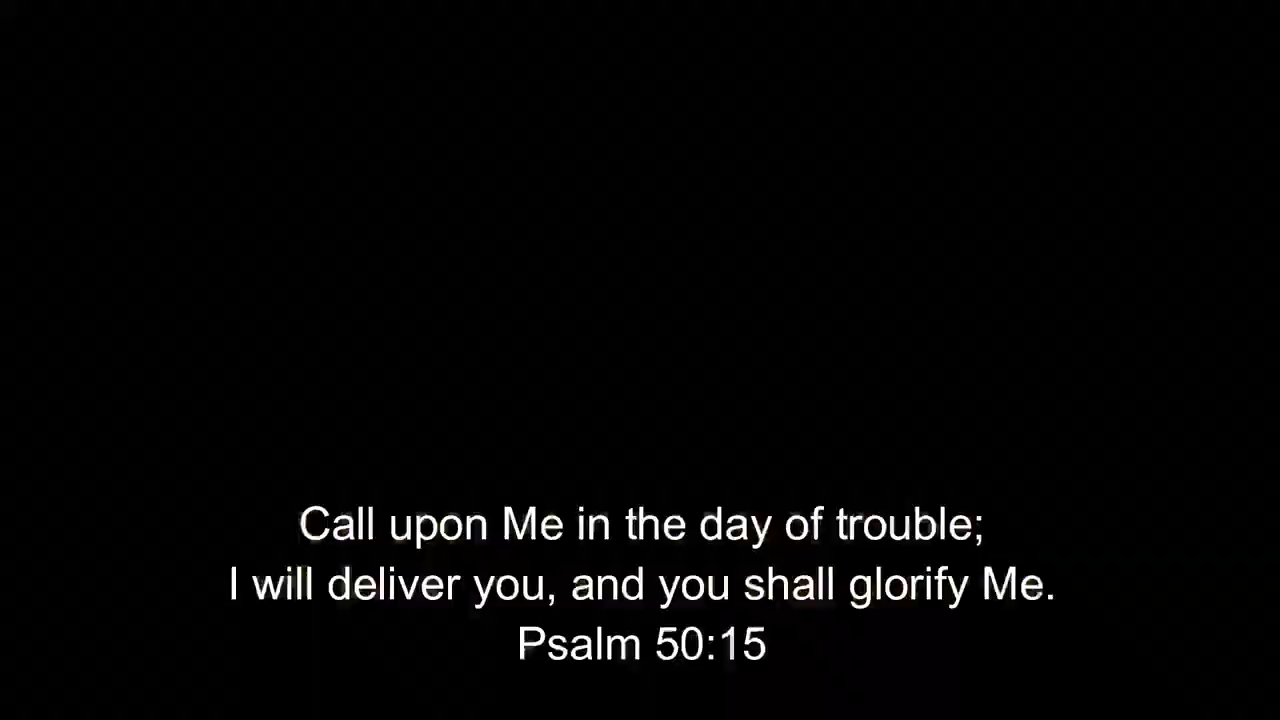 Call upon Me in the day of trouble;
I will deliver you, and you shall glorify Me.
Psalm 50:15